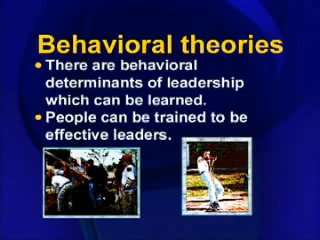 Behavioral theories
There are behavioral
determinants of leadership
which can be learned.
People can be trained to be
effective leaders.